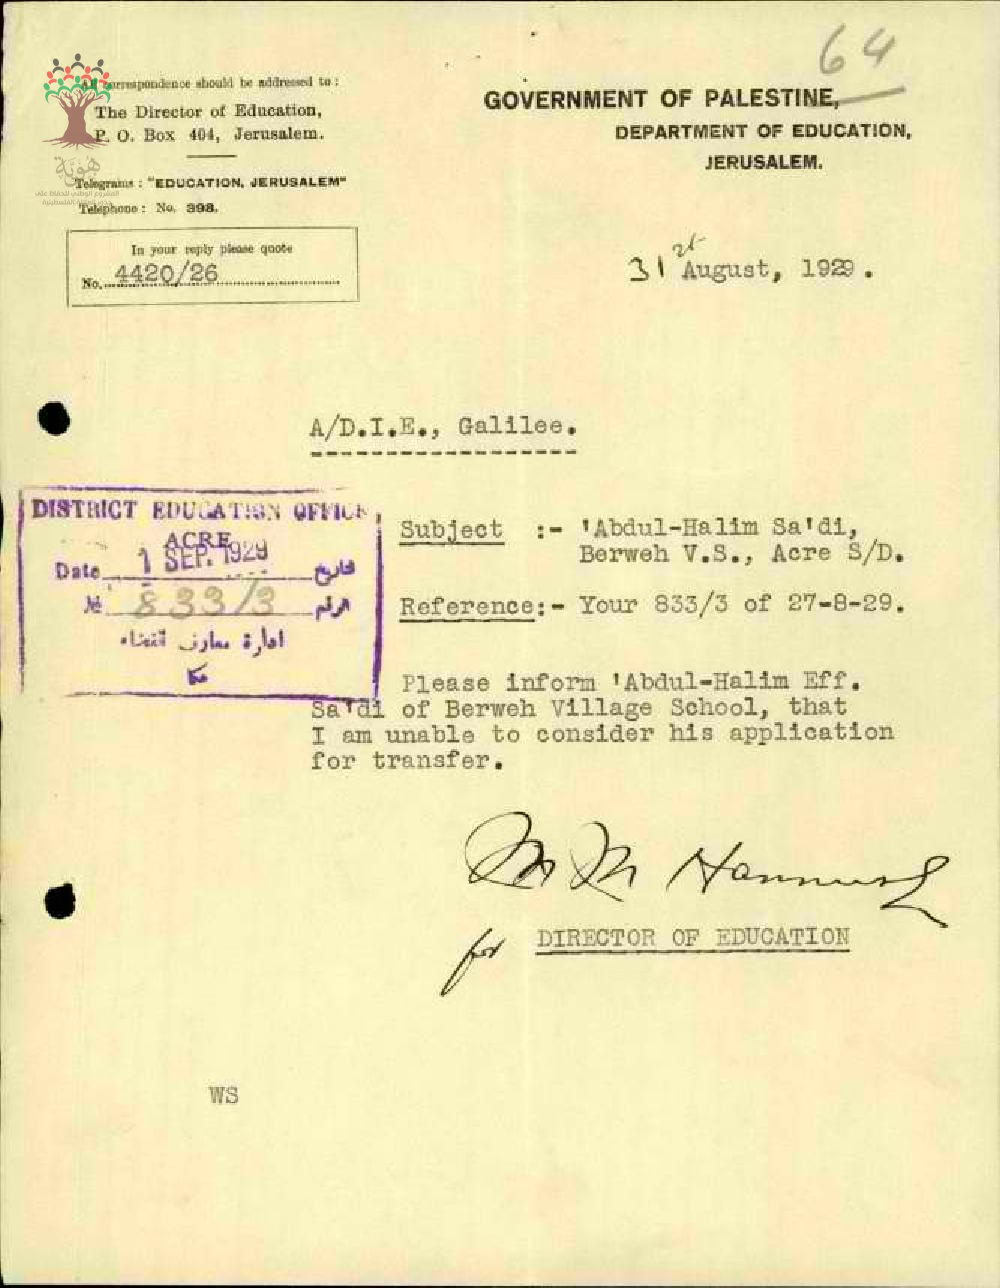 64
All correspondence should be addressed to :
The Director of Education,
P. O. Box 404, Jerusalem.
Telegrams : "EDUCATION, JERUSALEM"
Telephone : No. 398.
In your reply please quote
No. 4420/26
GOVERNMENT OF PALESTINE,
DEPARTMENT OF EDUCATION,
JERUSALEM.
31st August, 1929.
هوية
A/D.I.E., Galilee.
DISTRICT EDUCATION OFFICE,
ACRE
Date 1 SEP. 1929 تاريخ
№ 833/3 الرقم
ادارة معارف قضاء
عكا
Subject :- 'Abdul-Halim Sa'di,
Berweh V.S., Acre S/D.
Reference:- Your 833/3 of 27-8-29.
Please inform 'Abdul-Halim Eff.
Sa'di of Berweh Village School, that
I am unable to consider his application
for transfer.
M M Hannush
for DIRECTOR OF EDUCATION
WS